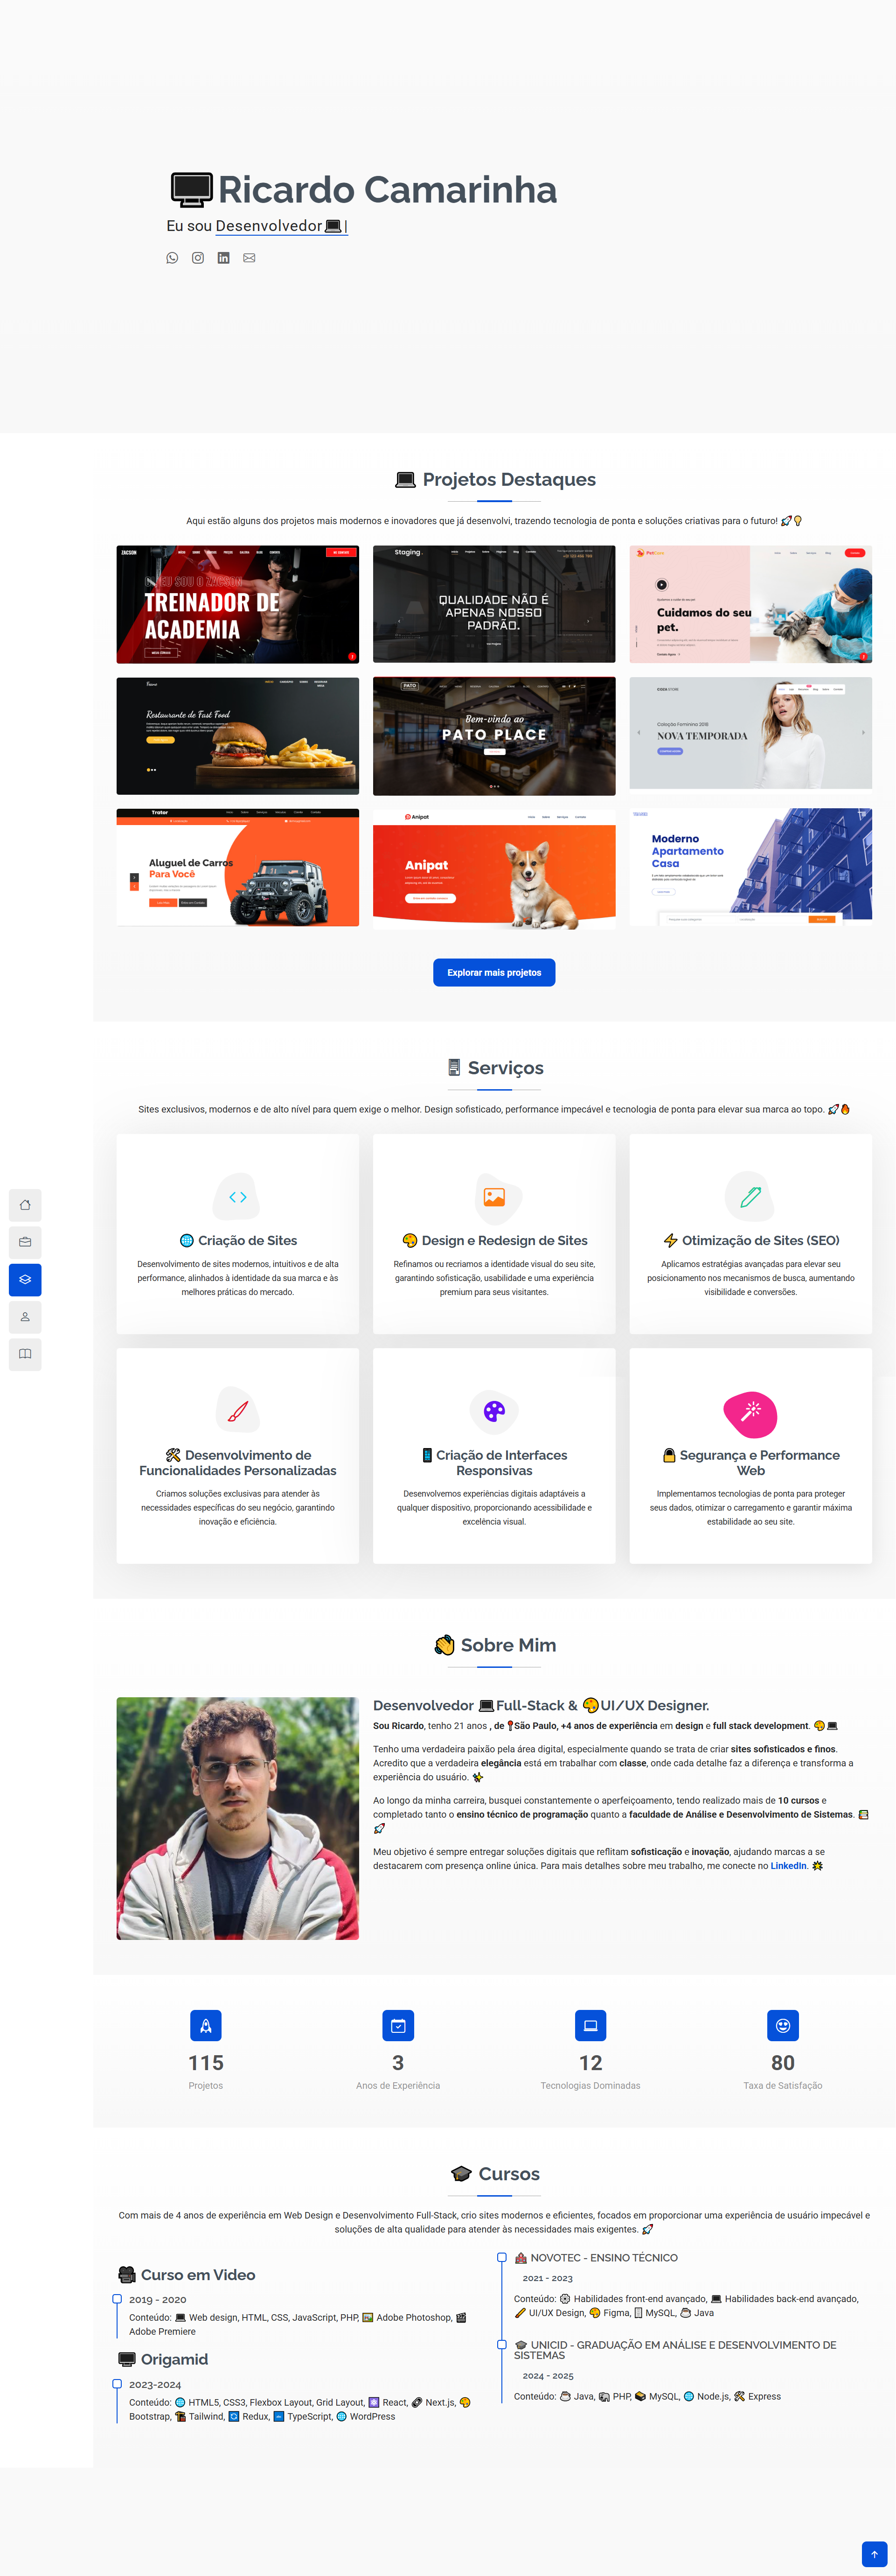 Ricardo Camarinha
Eu sou Desenvolvedor💻|
💻 Projetos Destaques
Aqui estão alguns dos projetos mais modernos e inovadores que já desenvolvi, trazendo tecnologia de ponta e soluções criativas para o futuro! 🚀💡
ZACSON
TREINADOR DE
ACADEMIA
Staging
QUALIDADE NÃO É
APENAS NOSSO
PADRÃO.
Cuidamos do seu
pet.
Restaurante de Fast Food
PATO
Bem-vindo ao
PATO PLACE
Coleção Feminina 2018
NOVA TEMPORADA
Trator
Aluguel de Carros
Para Você
Anipat
Anipat
Moderno
Apartamento
Casa
Explorar mais projetos
Serviços
Sites exclusivos, modernos e de alto nível para quem exige o melhor. Design sofisticado, performance impecável e tecnologia de ponta para elevar sua marca ao topo. 🚀🔥
🌐 Criação de Sites
Desenvolvimento de sites modernos, intuitivos e de alta
performance, alinhados à identidade da sua marca e às
melhores práticas do mercado.
🎨 Design e Redesign de Sites
Refinamos ou recriamos a identidade visual do seu site,
garantindo sofisticação, usabilidade e uma experiência
premium para seus visitantes.
⚡ Otimização de Sites (SEO)
Aplicamos estratégias avançadas para elevar seu
posicionamento nos mecanismos de busca, aumentando
visibilidade e conversões.
🛠 Desenvolvimento de
Funcionalidades Personalizadas
Criamos soluções exclusivas para atender às
necessidades específicas do seu negócio, garantindo
inovação e eficiência.
📱 Criação de Interfaces
Responsivas
Desenvolvemos experiências digitais adaptáveis a
qualquer dispositivo, proporcionando acessibilidade e
excelência visual.
🔒 Segurança e Performance
Web
Implementamos tecnologias de ponta para proteger
seus dados, otimizar o carregamento e garantir máxima
estabilidade ao seu site.
👋 Sobre Mim
Desenvolvedor 💻Full-Stack & 🎨UI/UX Designer.
Sou Ricardo, tenho 21 anos , de 📍São Paulo, +4 anos de experiência em design e full stack development. 🎨💻
Tenho uma verdadeira paixão pela área digital, especialmente quando se trata de criar sites sofisticados e finos.
Acredito que a verdadeira elegância está em trabalhar com classe, onde cada detalhe faz a diferença e transforma a
experiência do usuário. ✨
Ao longo da minha carreira, busquei constantemente o aperfeiçoamento, tendo realizado mais de 10 cursos e
completado tanto o ensino técnico de programação quanto a faculdade de Análise e Desenvolvimento de Sistemas. 📚
🚀
Meu objetivo é sempre entregar soluções digitais que reflitam sofisticação e inovação, ajudando marcas a se
destacarem com presença online única. Para mais detalhes sobre meu trabalho, me conecte no LinkedIn. 🌟
115
Projetos
3
Anos de Experiência
12
Tecnologias Dominadas
80
Taxa de Satisfação
🎓 Cursos
Com mais de 4 anos de experiência em Web Design e Desenvolvimento Full-Stack, crio sites modernos e eficientes, focados em proporcionar uma experiência de usuário impecável e
soluções de alta qualidade para atender às necessidades mais exigentes. 🚀
🎥 Curso em Video
2019 - 2020
Conteúdo: 💻 Web design, HTML, CSS, JavaScript, PHP, 🖼 Adobe Photoshop, 🎬
Adobe Premiere
Origamid
2023-2024
Conteúdo: 🌐 HTML5, CSS3, Flexbox Layout, Grid Layout, ⚛ React, Next.js, 🎨
Bootstrap, Tailwind, 🔄 Redux, TypeScript, 🌐 WordPress
🏫 NOVOTEC - ENSINO TÉCNICO
2021 - 2023
Conteúdo: Habilidades front-end avançado, 💻 Habilidades back-end avançado,
UI/UX Design, 🎨 Figma, MySQL, ☕ Java
🎓 UNICID - GRADUAÇÃO EM ANÁLISE E DESENVOLVIMENTO DE
SISTEMAS
2024 - 2025
Conteúdo: ☕ Java, 🐘 PHP, 📦 MySQL, 🌐 Node.js, 🛠 Express